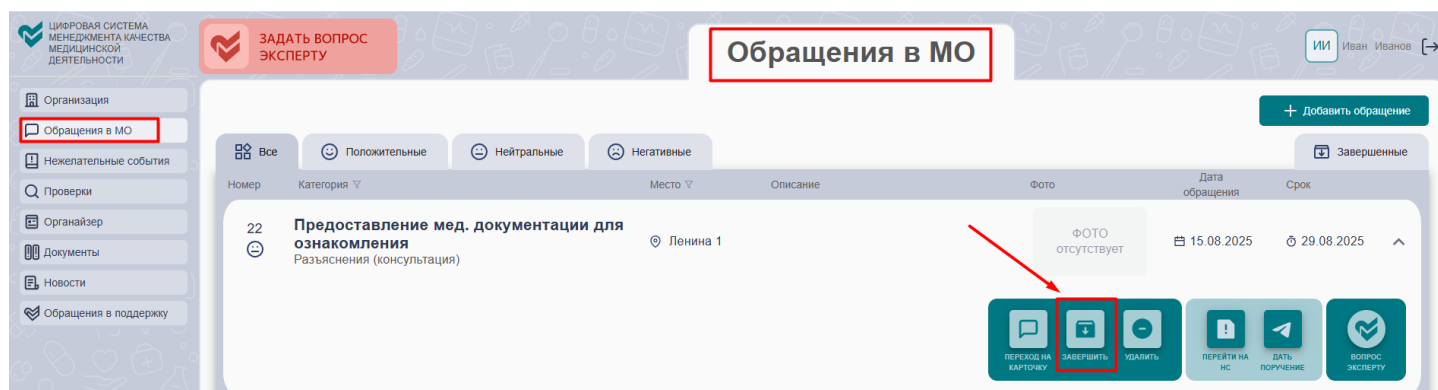 ЦИФРОВАЯ СИСТЕМА
МЕНЕДЖМЕНТА КАЧЕСТВА
МЕДИЦИНСКОЙ
ДЕЯТЕЛЬНОСТИ
ЗАДАТЬ ВОПРОС
ЭКСПЕРТУ
Обращения в МО
ИИ Иван Иванов
Организация
Обращения в МО
Нежелательные события
Проверки
Органайзер
Документы
Новости
Обращения в поддержку
+ Добавить обращение
Все Положительные Нейтральные Негативные Завершенные
Номер Категория Место Описание Фото Дата
обращения Срок
22 Предоставление мед. документации для
ознакомления
Разъяснения (консультация)
Ленина 1
ФОТО
отсутствует
15.08.2025 29.08.2025
ПЕРЕХОД НА
КАРТОЧКУ
ЗАВЕРШИТЬ
УДАЛИТЬ
ПЕРЕЙТИ НА
НС
ДАТЬ
ПОРУЧЕНИЕ
ВОПРОС
ЭКСПЕРТУ